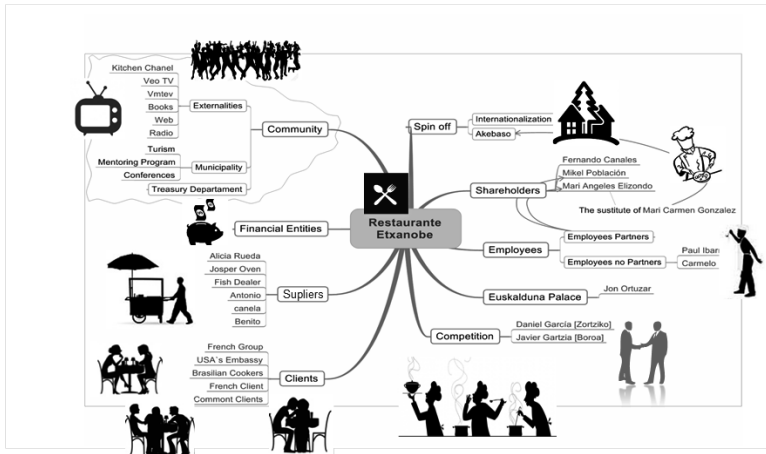 Kitchen Chanel
Veo TV
Vmtev
Books
Web
Radio
Externalities
Turism
Mentoring Program
Conferences
Municipality
Treasury Departament
Community
Financial Entities
Alicia Rueda
Josper Oven
Fish Dealer
Antonio
canela
Benito
Supliers
French Group
USA´s Embassy
Brasilian Cookers
French Client
Commont Clients
Clients
Restaurante
Etxanobe
Spin off
Internationalization
Akebaso
Shareholders
Fernando Canales
Mikel Población
Mari Angeles Elizondo
The sustitute of Mari Carmen Gonzalez
Employees
Employees Partners
Employees no Partners
Paul Ibar
Carmelo
Euskalduna Palace
Jon Ortuzar
Competition
Daniel García [Zortziko]
Javier Gartzia [Boroa]